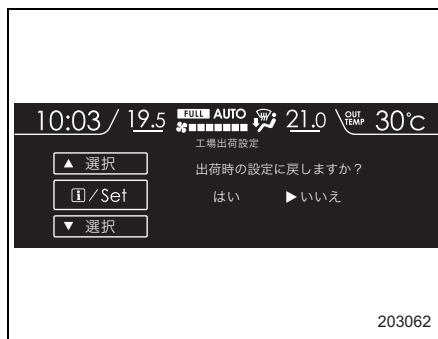 10:03 / 19.5 FULL AUTO 21.0 OUT TEMP 30℃
工場出荷設定
▲ 選択
出荷時の設定に戻しますか？
i/Set
はい ▶いいえ
▼ 選択
203062